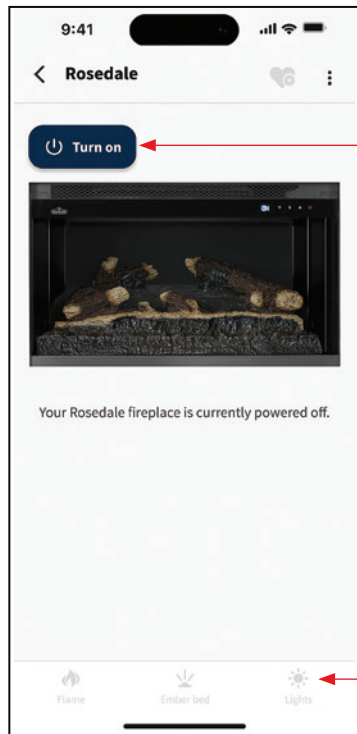 9:41
Rosedale
Turn on
Your Rosedale fireplace is currently powered off.
Flame Ember bed Lights